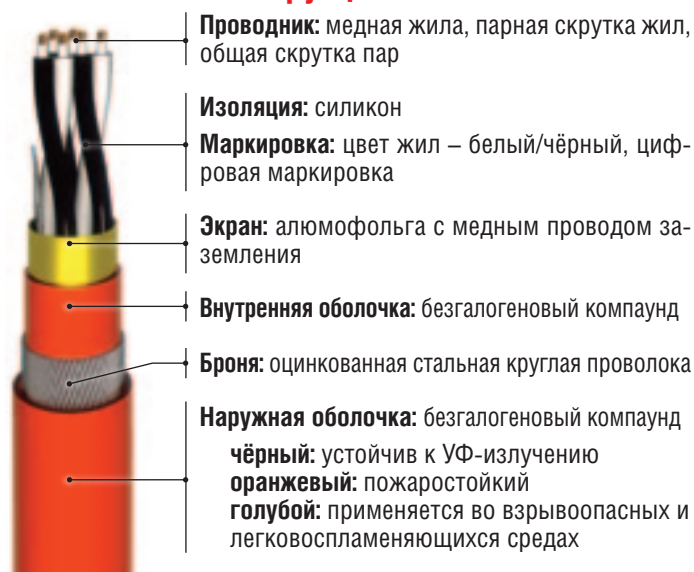 Проводник: медная жила, парная скрутка жил,
общая скрутка пар
Изоляция: силикон
Маркировка: цвет жил – белый/чёрный, циф-
ровая маркировка
Экран: алюмофольга с медным проводом за-
земления
Внутренняя оболочка: безгалогеновый компаунд
Броня: оцинкованная стальная круглая проволока
Наружная оболочка: безгалогеновый компаунд
чёрный: устойчив к УФ-излучению
оранжевый: пожаростойкий
голубой: применяется во взрывоопасных и
легковоспламеняющихся средах